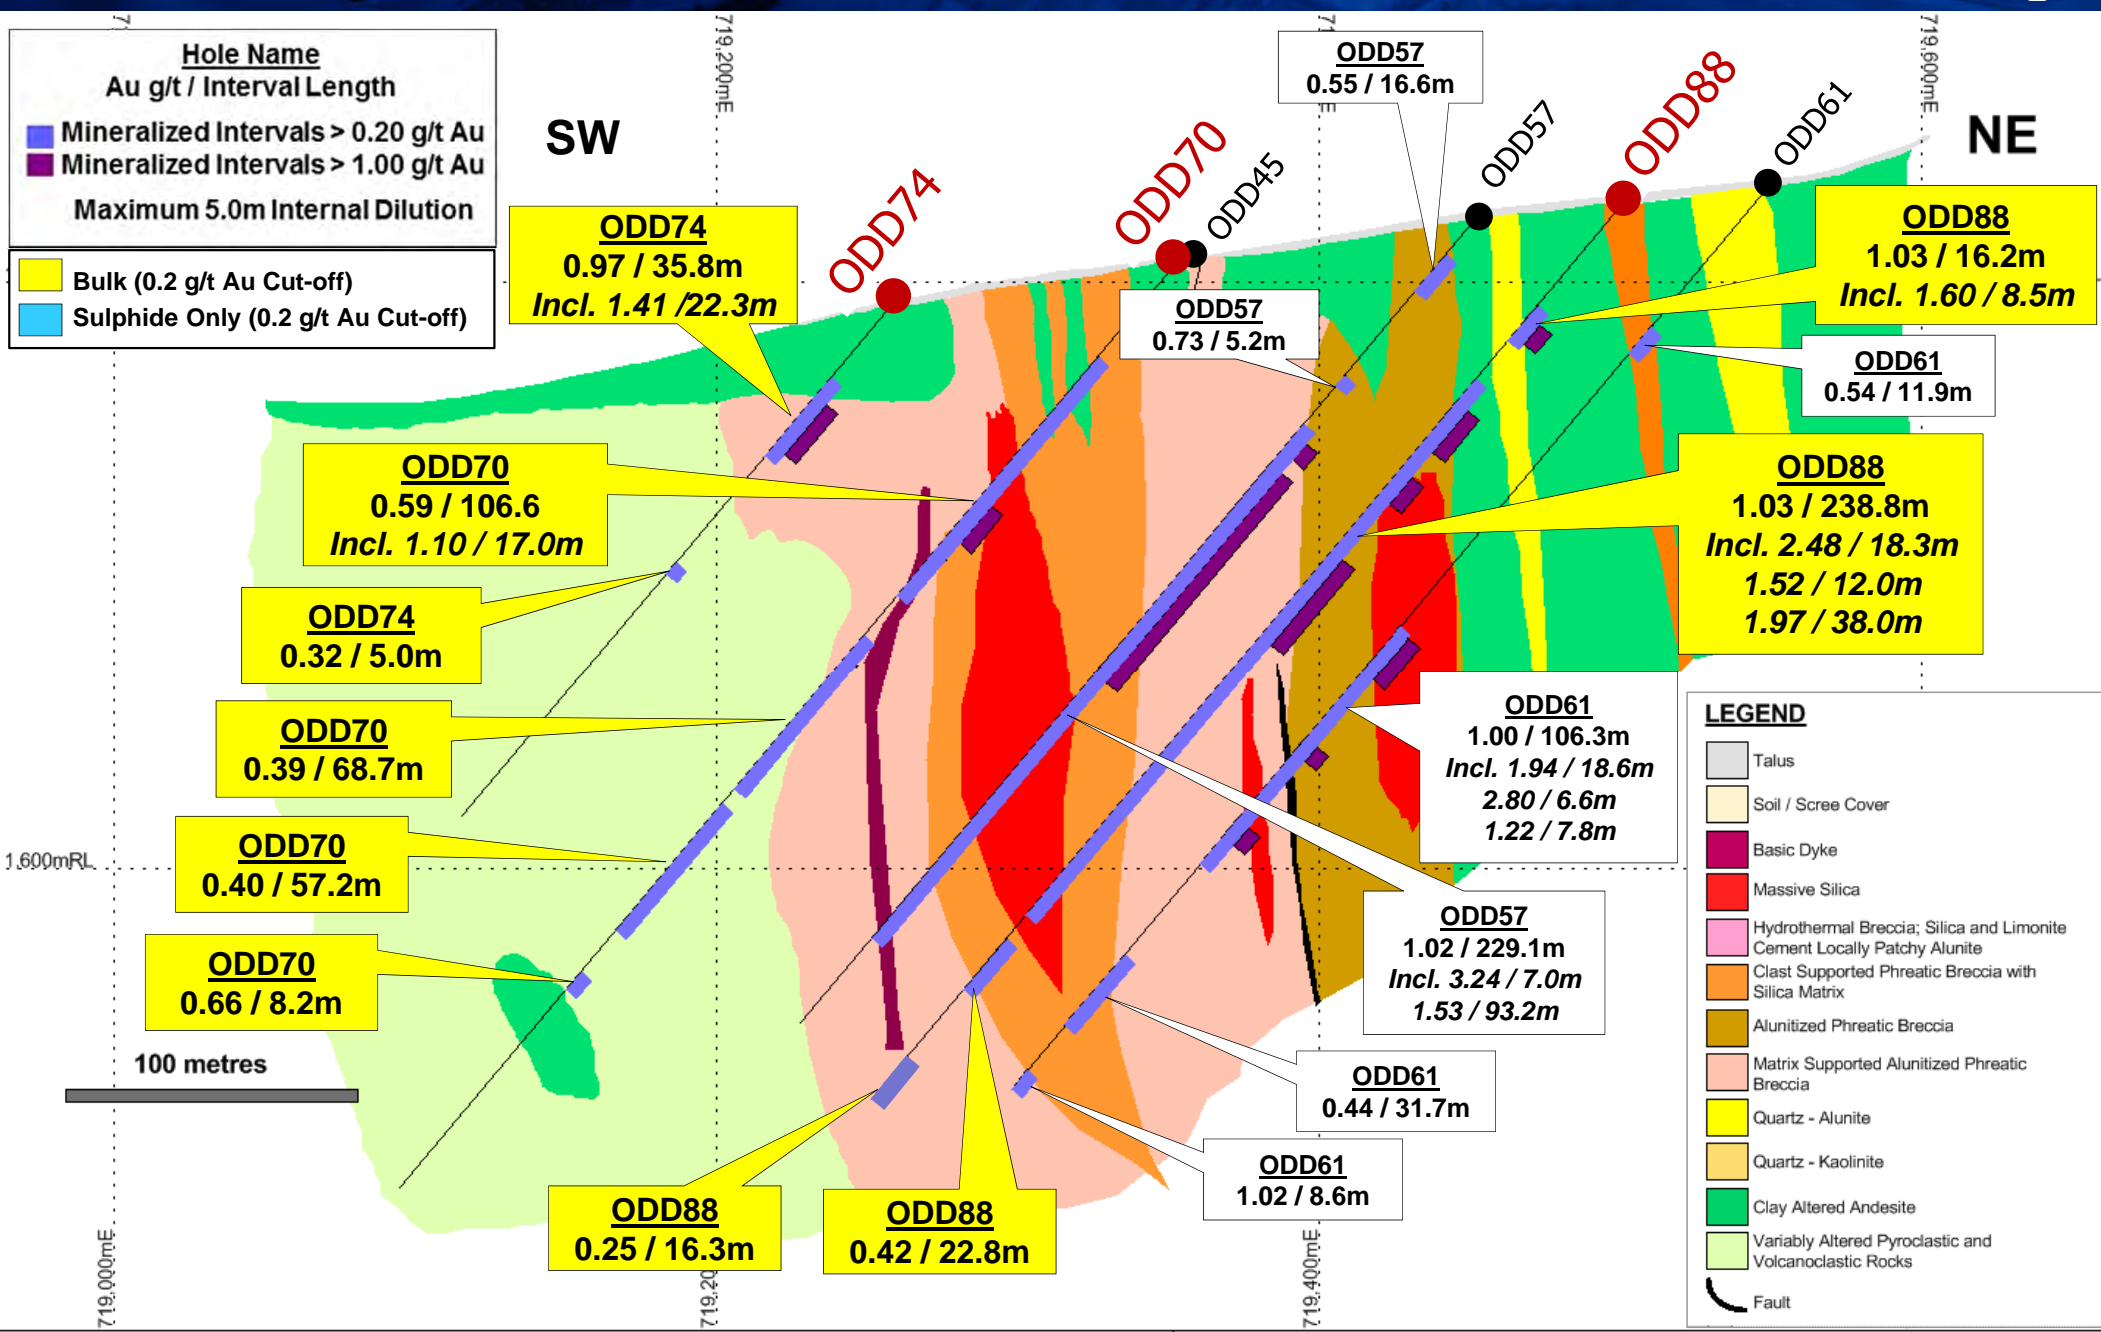 Hole Name
Au g/t / Interval Length
Mineralized Intervals > 0.20 g/t Au
Mineralized Intervals > 1.00 g/t Au
Maximum 5.0m Internal Dilution
Bulk (0.2 g/t Au Cut-off)
Sulphide Only (0.2 g/t Au Cut-off)
SW
NE
719,200mE
719,600mE
ODD74
ODD70
ODD45
ODD57
ODD88
ODD61
ODD57
0.55 / 16.6m
ODD74
0.97 / 35.8m
Incl. 1.41 /22.3m
ODD88
1.03 / 16.2m
Incl. 1.60 / 8.5m
ODD57
0.73 / 5.2m
ODD61
0.54 / 11.9m
ODD70
0.59 / 106.6
Incl. 1.10 / 17.0m
ODD88
1.03 / 238.8m
Incl. 2.48 / 18.3m
1.52 / 12.0m
1.97 / 38.0m
ODD74
0.32 / 5.0m
ODD70
0.39 / 68.7m
ODD61
1.00 / 106.3m
Incl. 1.94 / 18.6m
2.80 / 6.6m
1.22 / 7.8m
ODD70
0.40 / 57.2m
1,600mRL
ODD57
1.02 / 229.1m
Incl. 3.24 / 7.0m
1.53 / 93.2m
ODD70
0.66 / 8.2m
100 metres
ODD61
0.44 / 31.7m
ODD61
1.02 / 8.6m
ODD88
0.25 / 16.3m
ODD88
0.42 / 22.8m
719,000mE
719,20
719,400mE
LEGEND
Talus
Soil / Scree Cover
Basic Dyke
Massive Silica
Hydrothermal Breccia; Silica and Limonite
Cement Locally Patchy Alunite
Clast Supported Phreatic Breccia with
Silica Matrix
Alunitized Phreatic Breccia
Matrix Supported Alunitized Phreatic
Breccia
Quartz - Alunite
Quartz - Kaolinite
Clay Altered Andesite
Variably Altered Pyroclastic and
Volcanoclastic Rocks
Fault